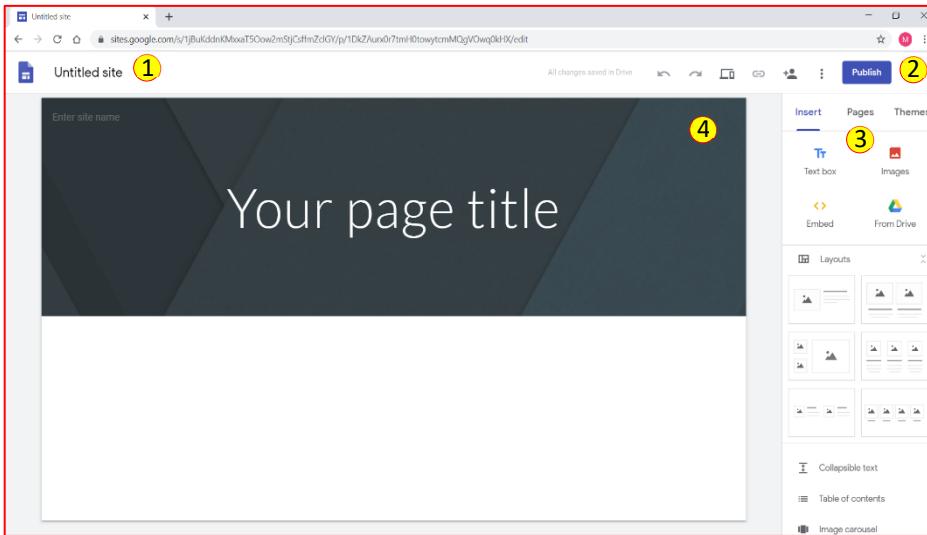 Untitled site
sites.google.com/s/1jBuKddnKMxxaT5Oow2mStjCsffmZclGY/p/1DkZAurx0r7tmH0towytcmMQgVOwq0kHX/edit
M
Untitled site
1
All changes saved in Drive
Publish
2
Enter site name
4
Your page title
Insert Pages Themes
3
Text box Images
Embed From Drive
Layouts
Collapsible text
Table of contents
Image carousel